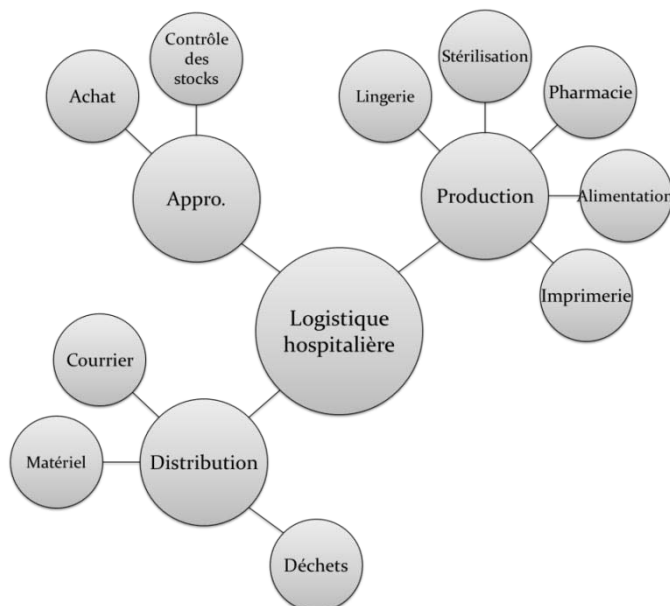 Contrôle
des
stocks
Achat
Appro.
Stérilisation
Lingerie
Pharmacie
Production
Alimentation
Imprimerie
Logistique
hospitalière
Courrier
Matériel
Distribution
Déchets